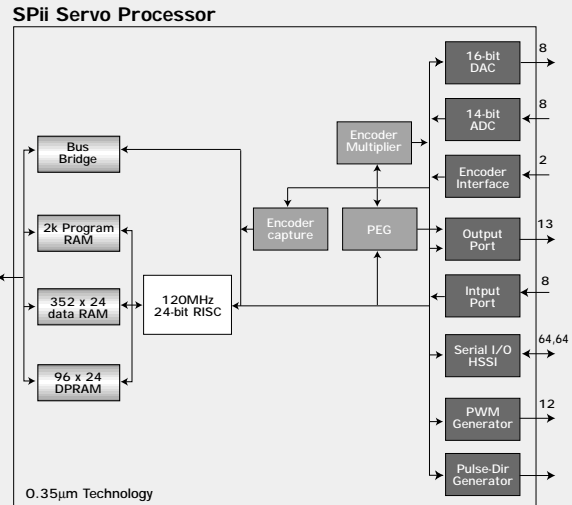 SPii Servo Processor
16-bit
DAC
8
14-bit
ADC
8
Encoder
Multiplier
Bus
Bridge
Encoder
Interface
2
2k Program
RAM
Encoder
capture
PEG
Output
Port
13
352 x 24
data RAM
120MHz
24-bit RISC
Intput
Port
8
Serial I/O
HSSI
64,64
96 x 24
DPRAM
PWM
Generator
12
Pulse-Dir
Generator
0.35µm Technology